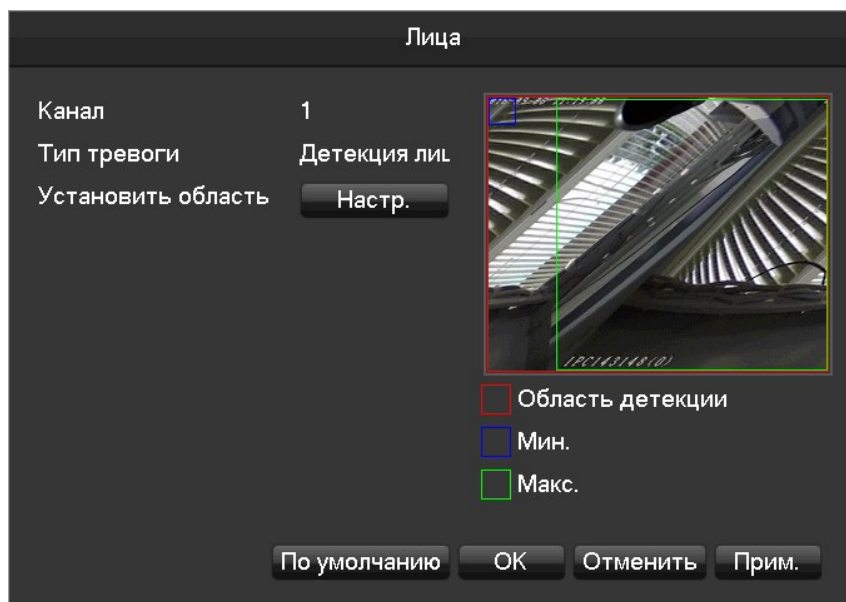 Лица
Канал 1
Тип тревоги Детекция лиц
Установить область Настр.
IPC143148(0)
Область детекции
Мин.
Макс.
По умолчанию OK Отменить Прим.